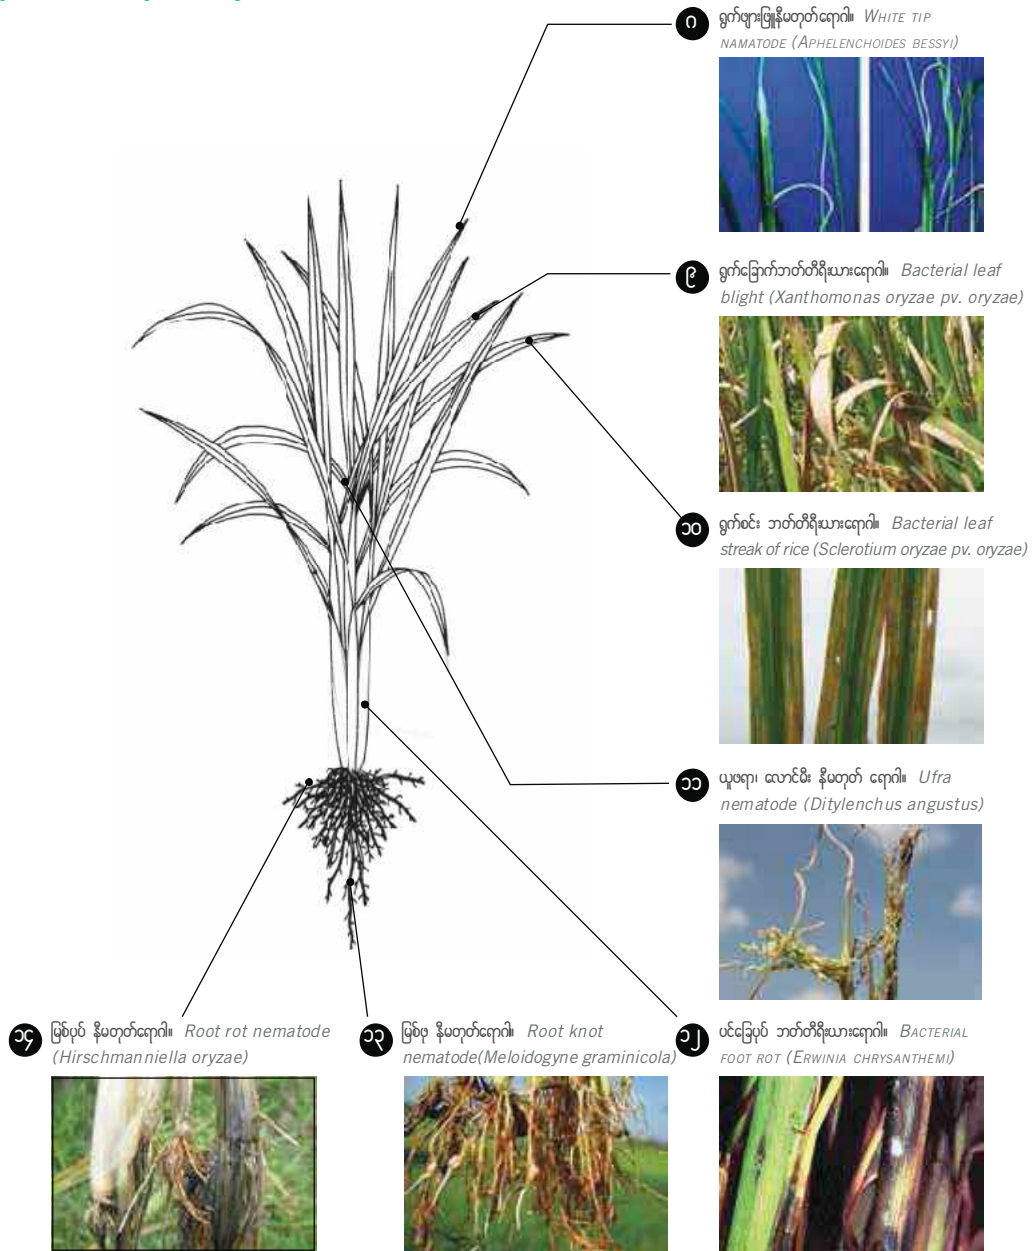 ၈
ရွက်ဖျားဖြူနီမတုတ်ရောဂါ။ WHITE TIP
NAMATODE (APHELENCHOIDES BESSYI)
၉
ရွက်ခြောက်ဘတ်တီရီးယားရောဂါ။ Bacterial leaf
blight (Xanthomonas oryzae pv. oryzae)
၁၀
ရွက်စင်း ဘတ်တီရီးယားရောဂါ။ Bacterial leaf
streak of rice (Sclerotium oryzae pv. oryzae)
၁၁
ယူဖရာ၊ လောင်မီး နီမတုတ် ရောဂါ။ Ufra
nematode (Ditylenchus angustus)
၁၄
မြစ်ပုပ် နီမတုတ်ရောဂါ။ Root rot nematode
(Hirschmanniella oryzae)
၁၃
မြစ်ဖု နီမတုတ်ရောဂါ။ Root knot
nematode(Meloidogyne graminicola)
၁၂
ပင်ခြေပုပ် ဘတ်တီရီးယားရောဂါ။ BACTERIAL
FOOT ROT (ERWINIA CHRYSANTHEMI)